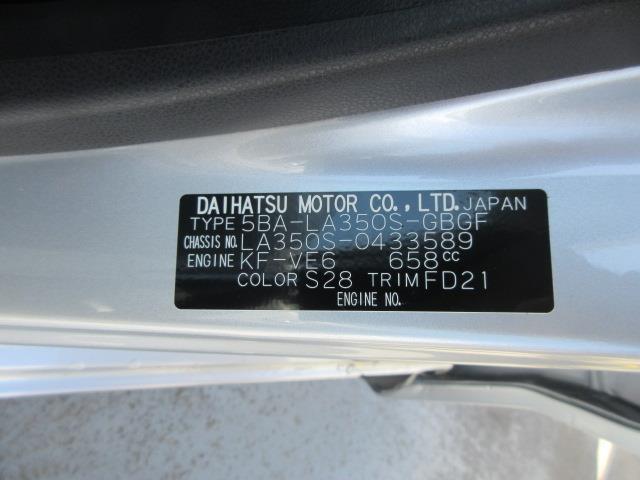 DAIHATSU MOTOR CO., LTD. JAPAN
TYPE 5BA-LA350S-GBGF
CHASSIS NO. LA350S-0433589
ENGINE KF-VE6 658CC
COLOR S28 TRIM FD21
ENGINE NO.